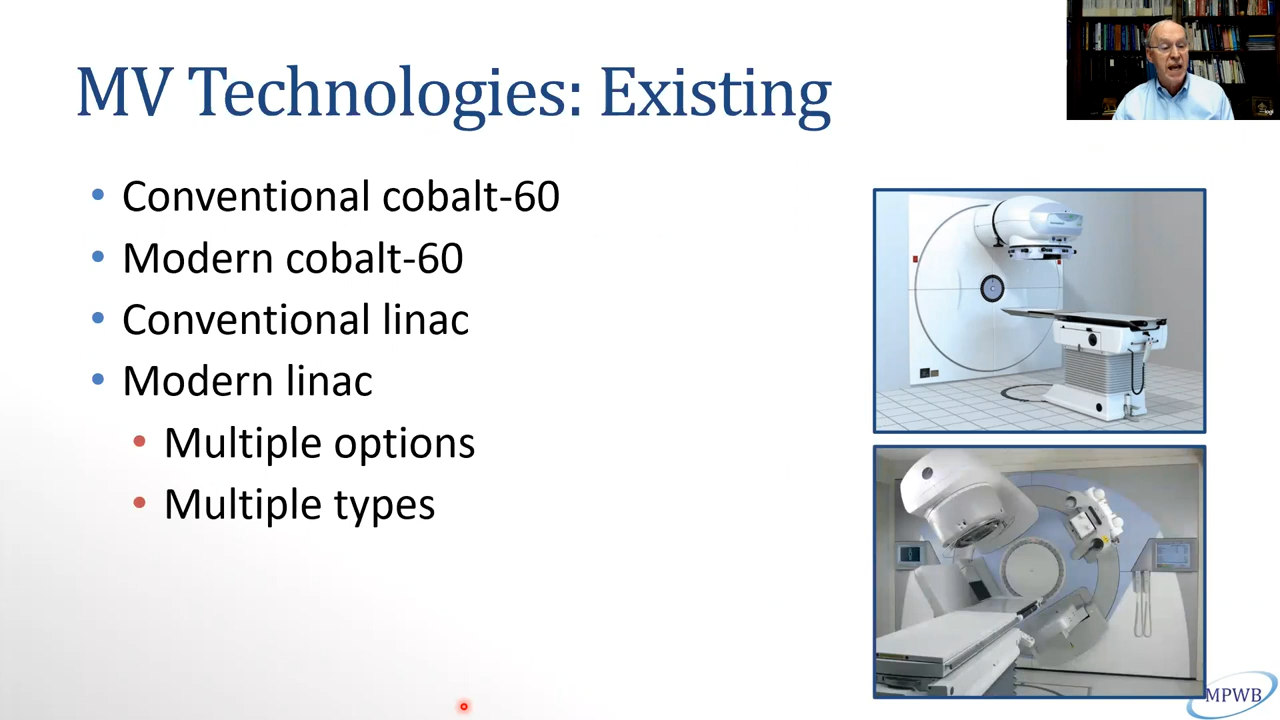 MV Technologies: Existing
• Conventional cobalt-60
• Modern cobalt-60
• Conventional linac
• Modern linac
• Multiple options
• Multiple types
MPWB